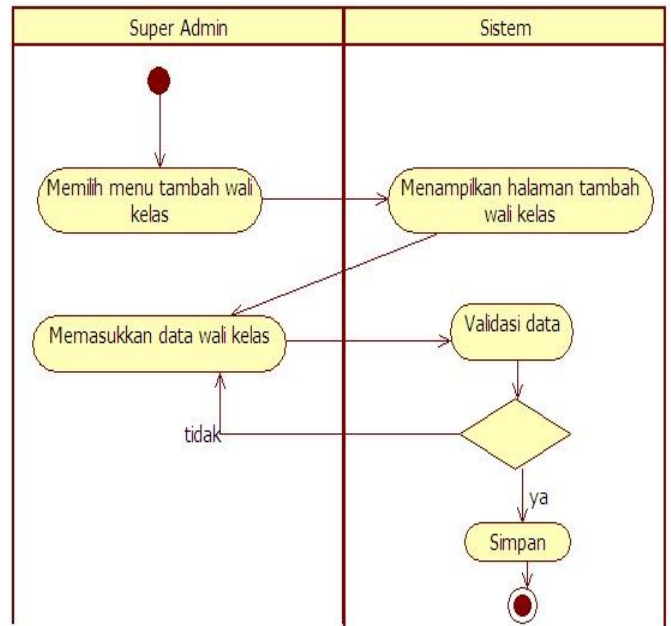 Super Admin
Sistem
Memilih menu tambah wali
kelas
Menampilkan halaman tambah
wali kelas
Memasukkan data wali kelas
Validasi data
tidak
ya
Simpan